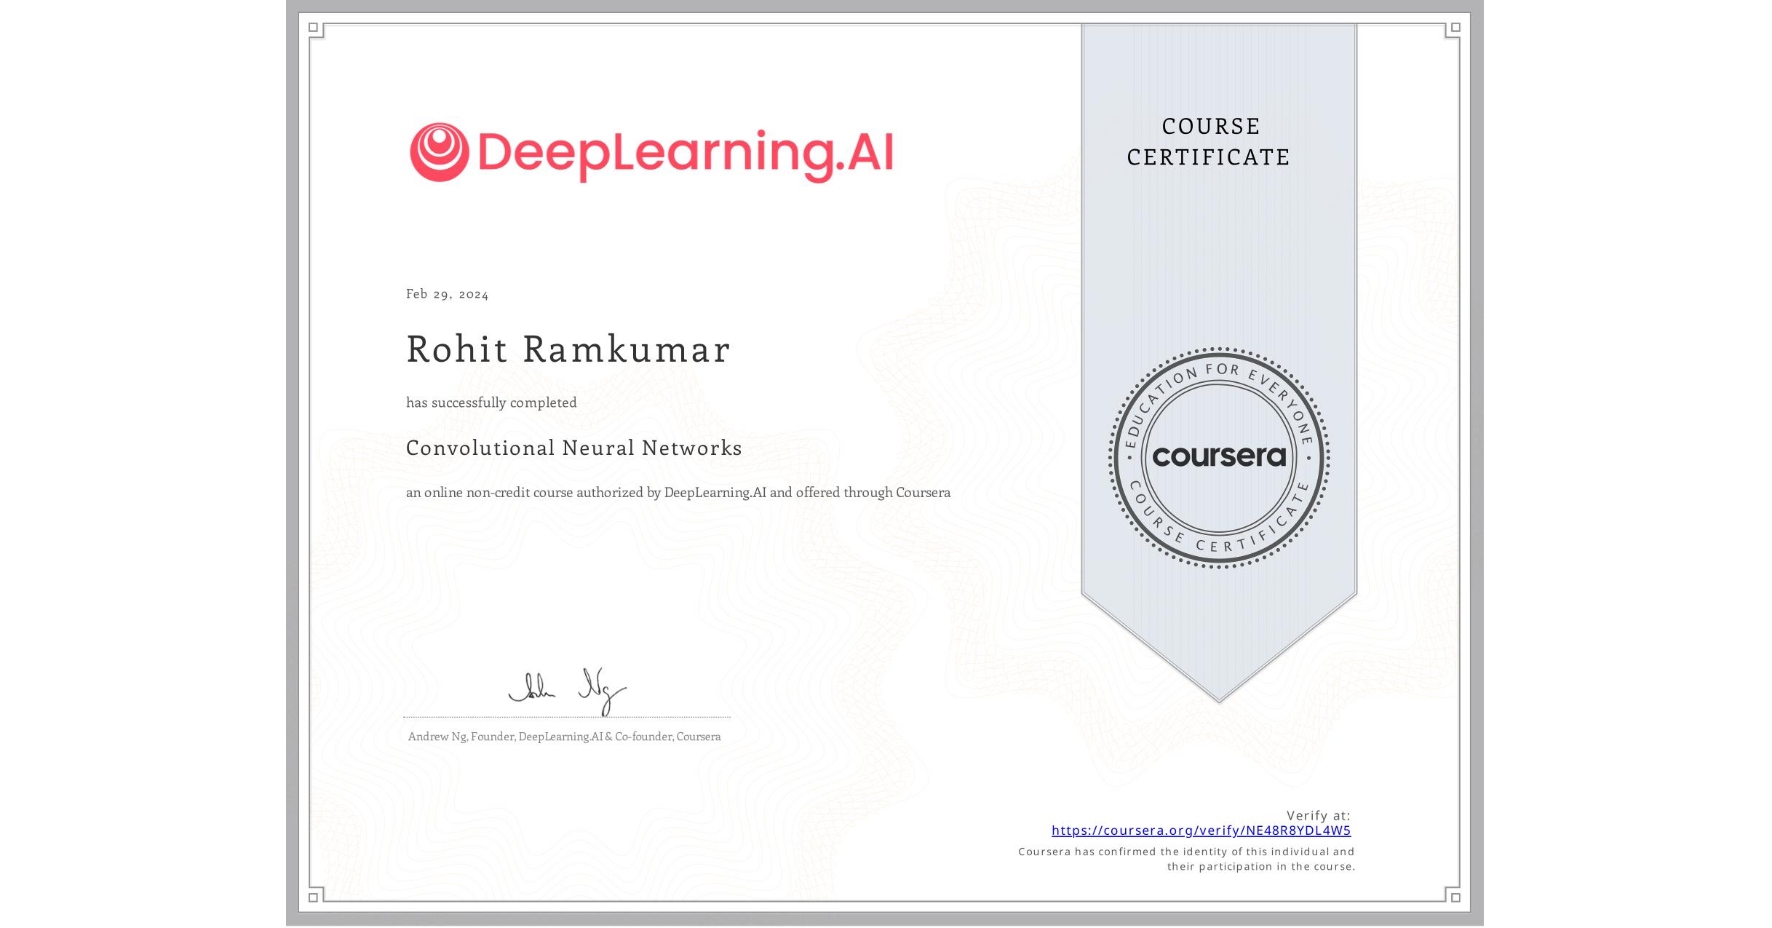 DeepLearning.AI
COURSE
CERTIFICATE
Feb 29, 2024
Rohit Ramkumar
has successfully completed
Convolutional Neural Networks
an online non-credit course authorized by DeepLearning.AI and offered through Coursera
EDUCATION FOR EVERYONE
coursera
COURSE CERTIFICATE
Andrew Ng, Founder, DeepLearning.AI & Co-founder, Coursera
Verify at:
https://coursera.org/verify/NE48R8YDL4W5
Coursera has confirmed the identity of this individual and
their participation in the course.